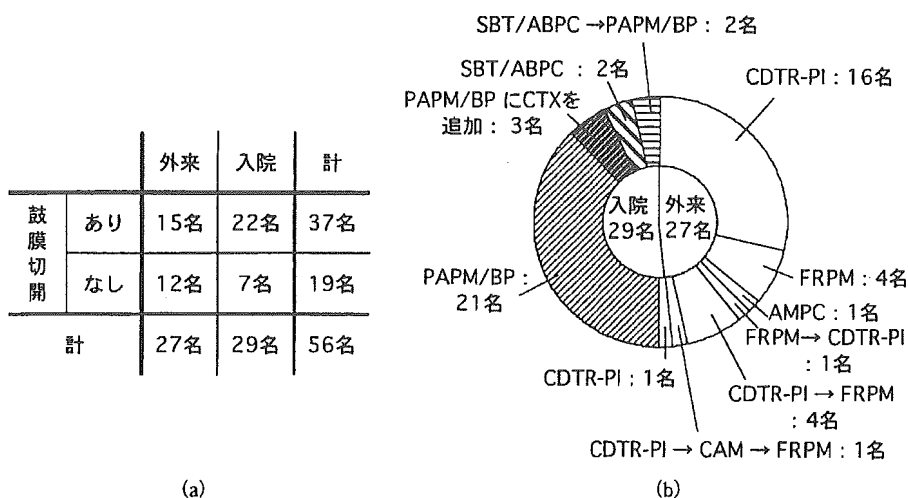 外来 入院 計
鼓膜切開
あり 15名 22名 37名
なし 12名 7名 19名
計 27名 29名 56名
(a)
SBT/ABPC→PAPM/BP： 2名
SBT/ABPC ： 2名
PAPM/BP にCTXを
追加： 3名
PAPM/BP：
21名
CDTR-PI：16名
入院
29名
外来
27名
FRPM：4名
AMPC：1名
FRPM→ CDTR-PI
：1名
CDTR-PI → FRPM
：4名
CDTR-PI：1名
CDTR-PI → CAM → FRPM：1名
(b)